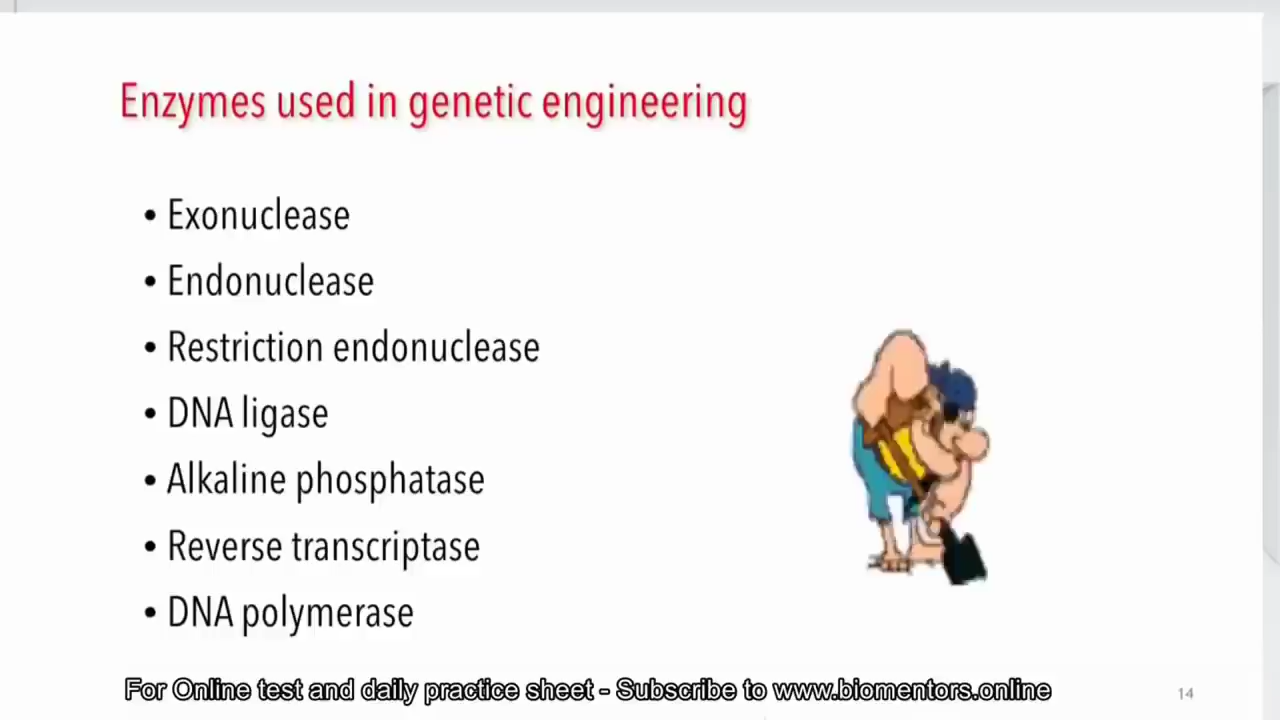 Enzymes used in genetic engineering
• Exonuclease
• Endonuclease
• Restriction endonuclease
• DNA ligase
• Alkaline phosphatase
• Reverse transcriptase
• DNA polymerase
For Online test and daily practice sheet - Subscribe to www.biomentors.online
14